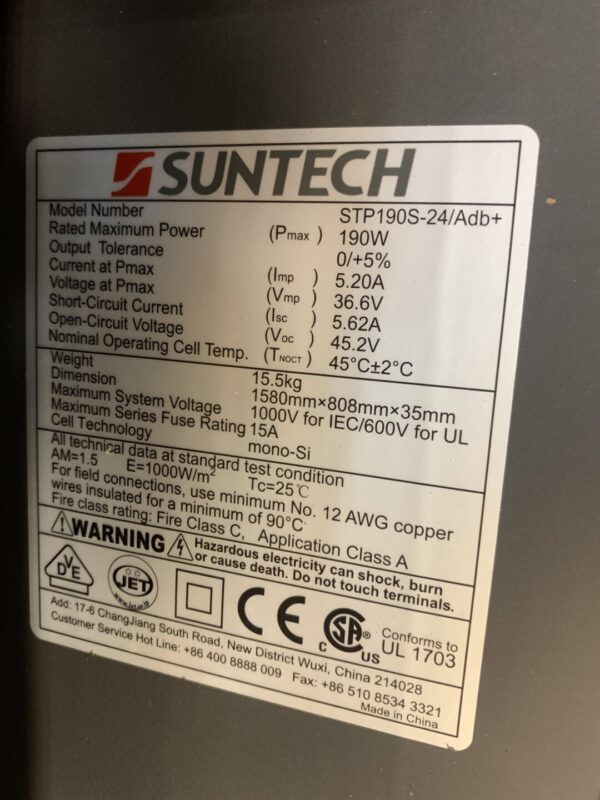 SUNTECH
Model Number STP190S-24/Adb+
Rated Maximum Power (Pmax) 190W
Output Tolerance 0/+5%
Current at Pmax (Imp) 5.20A
Voltage at Pmax (Vmp) 36.6V
Short-Circuit Current (Isc) 5.62A
Open-Circuit Voltage (Voc) 45.2V
Nominal Operating Cell Temp. (TNOCT) 45°C±2°C
Weight 15.5kg
Dimension 1580mm×808mm×35mm
Maximum System Voltage 1000V for IEC/600V for UL
Maximum Series Fuse Rating 15A
Cell Technology mono-Si
All technical data at standard test condition
AM=1.5 E=1000W/m² Tc=25℃
For field connections, use minimum No. 12 AWG copper
wires insulated for a minimum of 90°C
Fire class rating: Fire Class C, Application Class A
WARNING Hazardous electricity can shock, burn
or cause death. Do not touch terminals.
DVE JET CE C SA® C US Conforms to
UL 1703
Add: 17-6 ChangJiang South Road, New District Wuxi, China 214028
Customer Service Hot Line: +86 400 8888 009 Fax: +86 510 8534 3321
Made in China